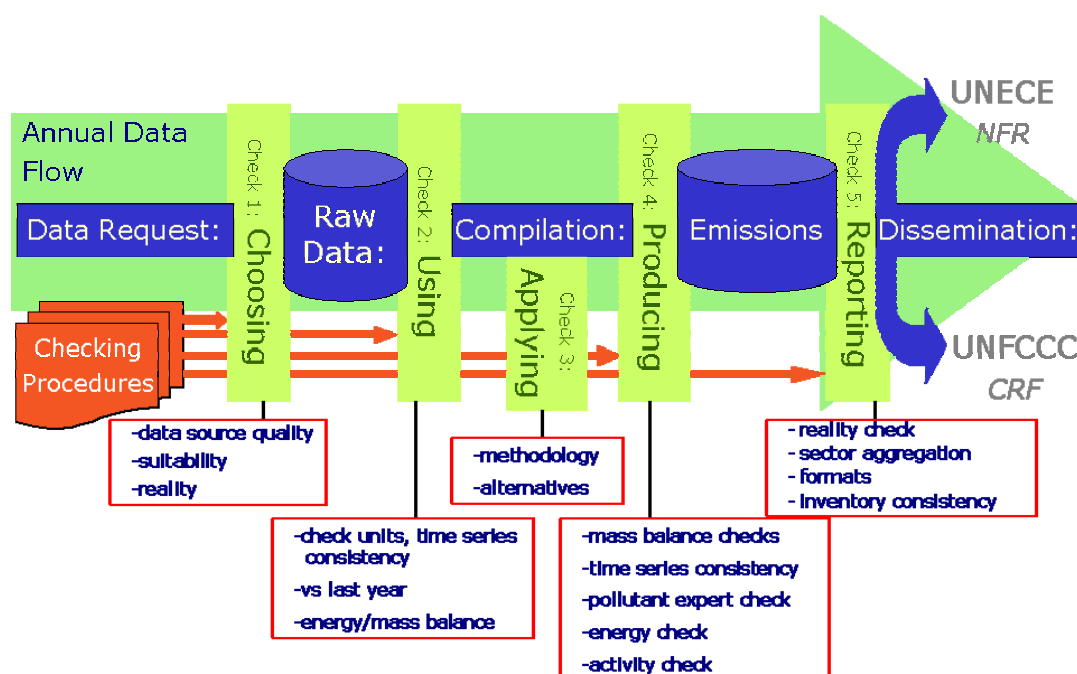 Annual Data
Flow
Data Request:
Check 1:
Choosing
Raw
Data:
Check 2:
Using
Compilation:
Check 3:
Applying
Check 4:
Producing
Emissions
Check 5:
Reporting
Dissemination:
UNECE
NFR
UNFCCC
CRF
Checking
Procedures
-data source quality
-suitability
-reality
-check units, time series
consistency
-vs last year
-energy/mass balance
-methodology
-alternatives
-mass balance checks
-time series consistency
-pollutant expert check
-energy check
-activity check
- reality check
- sector aggregation
- formats
- Inventory consistency